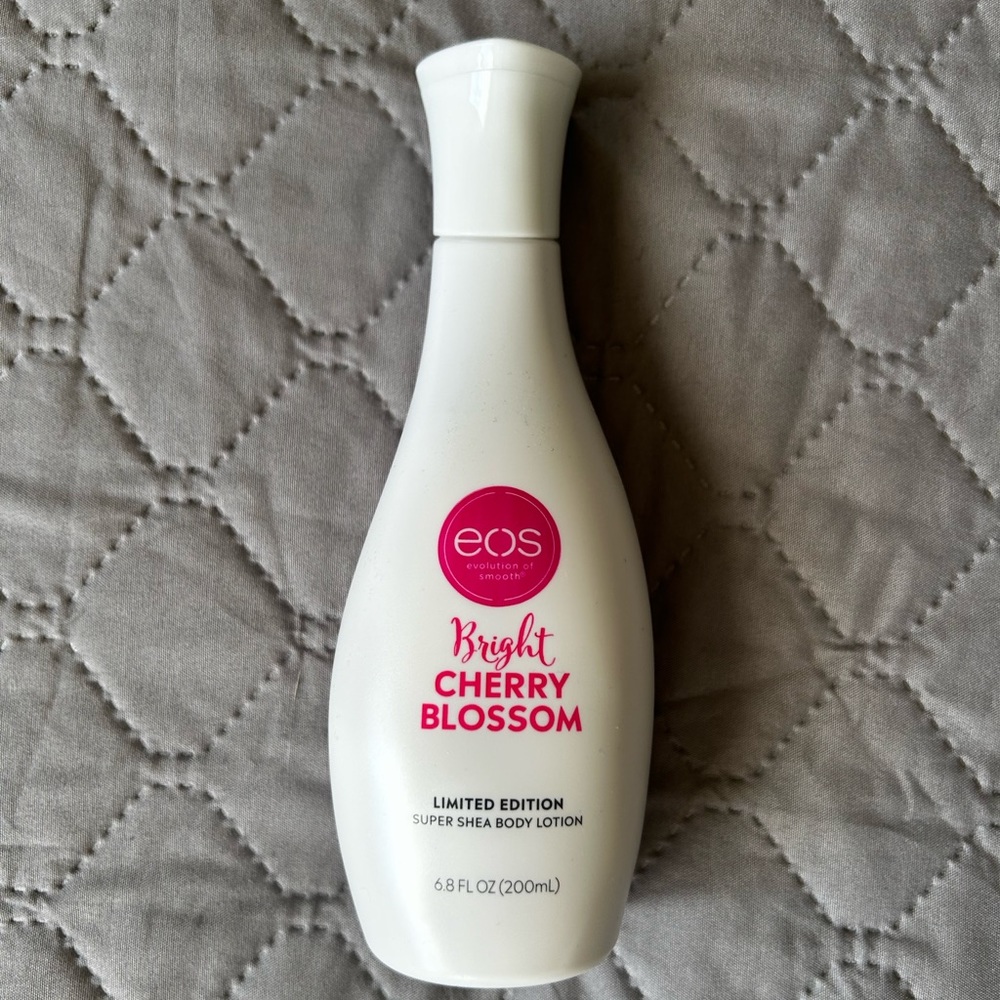 eos
evolution of
smooth®
Bright
CHERRY
BLOSSOM
LIMITED EDITION
SUPER SHEA BODY LOTION
6.8 FL OZ (200mL)